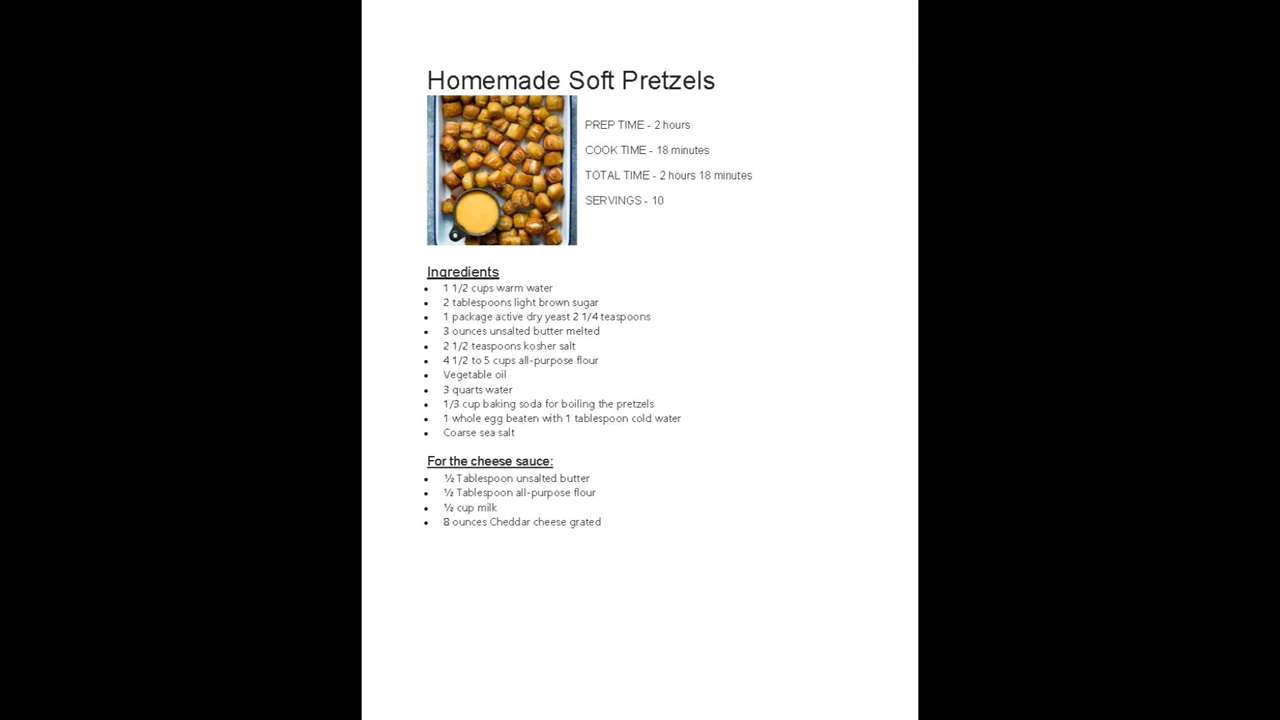 Homemade Soft Pretzels
PREP TIME - 2 hours
COOK TIME - 18 minutes
TOTAL TIME - 2 hours 18 minutes
SERVINGS - 10
Ingredients
• 1 1/2 cups warm water
• 2 tablespoons light brown sugar
• 1 package active dry yeast 2 1/4 teaspoons
• 3 ounces unsalted butter melted
• 2 1/2 teaspoons kosher salt
• 4 1/2 to 5 cups all-purpose flour
• Vegetable oil
• 3 quarts water
• 1/3 cup baking soda for boiling the pretzels
• 1 whole egg beaten with 1 tablespoon cold water
• Coarse sea salt
For the cheese sauce:
• ½ Tablespoon unsalted butter
• ½ Tablespoon all-purpose flour
• ½ cup milk
• 8 ounces Cheddar cheese grated